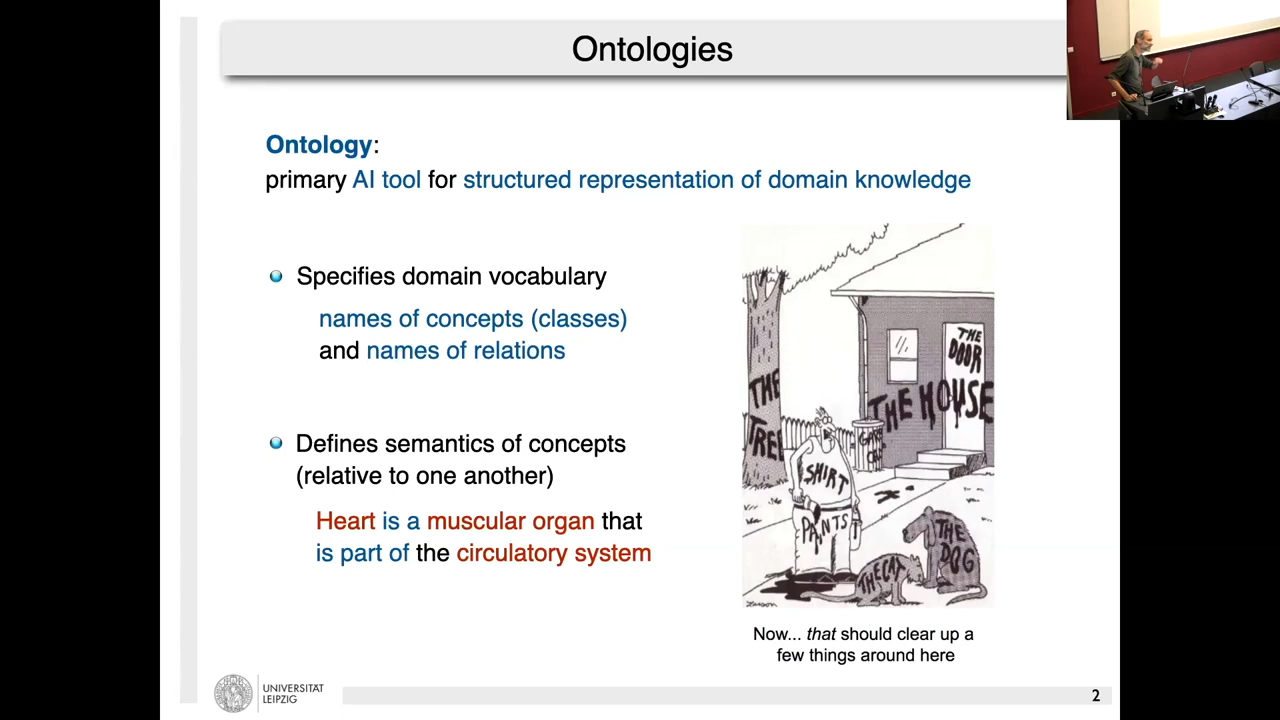 Ontologies
Ontology:
primary AI tool for structured representation of domain knowledge
Specifies domain vocabulary
names of concepts (classes)
and names of relations
Defines semantics of concepts
(relative to one another)
Heart is a muscular organ that
is part of the circulatory system
THE
DOOR
THE HOUSE
THE
TREE
SHIRT
PANTS
THE CAT
THE
DOG
Larson
Now... that should clear up a
few things around here
UNIVERSITÄT
LEIPZIG
2